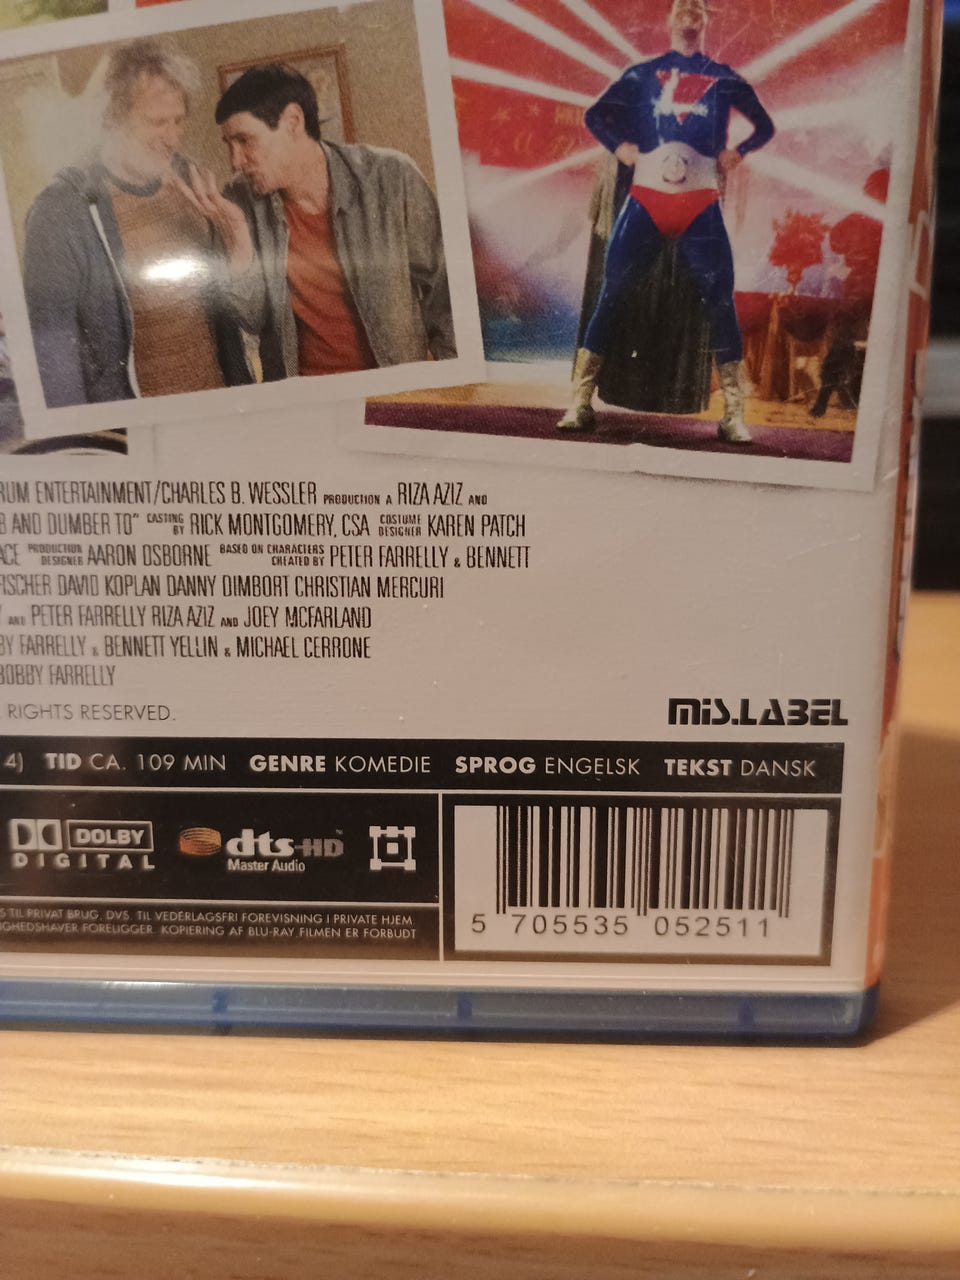 RUM ENTERTAINMENT/CHARLES B. WESSLER PRODUCTION A RIZA AZIZ AND
B AND DUMBER TO" CASTING BY RICK MONTGOMERY, CSA COSTUME DESIGNER KAREN PATCH
ACE PRODUCTION DESIGNER AARON OSBORNE BASED ON CHARACTERS CREATED BY PETER FARRELLY & BENNETT
FISCHER DAVID KOPLAN DANNY DIMBORT CHRISTIAN MERCURI
Y AND PETER FARRELLY RIZA AZIZ AND JOEY MCFARLAND
BY FARRELLY & BENNETT YELLIN & MICHAEL CERRONE
BOBBY FARRELLY
RIGHTS RESERVED.
MiS.LABEL
4) TID CA. 109 MIN GENRE KOMEDIE SPROG ENGELSK TEKST DANSK
DOLBY
DIGITAL
dts-HD
Master Audio
S TIL PRIVAT BRUG, DVS. TIL VEDERLAGSFRI FOREVISNING I PRIVATE HJEM.
IGHEDSHAVER FORELIGGER. KOPIERING AF BLU-RAY FILMEN ER FORBUDT
5 705535 052511